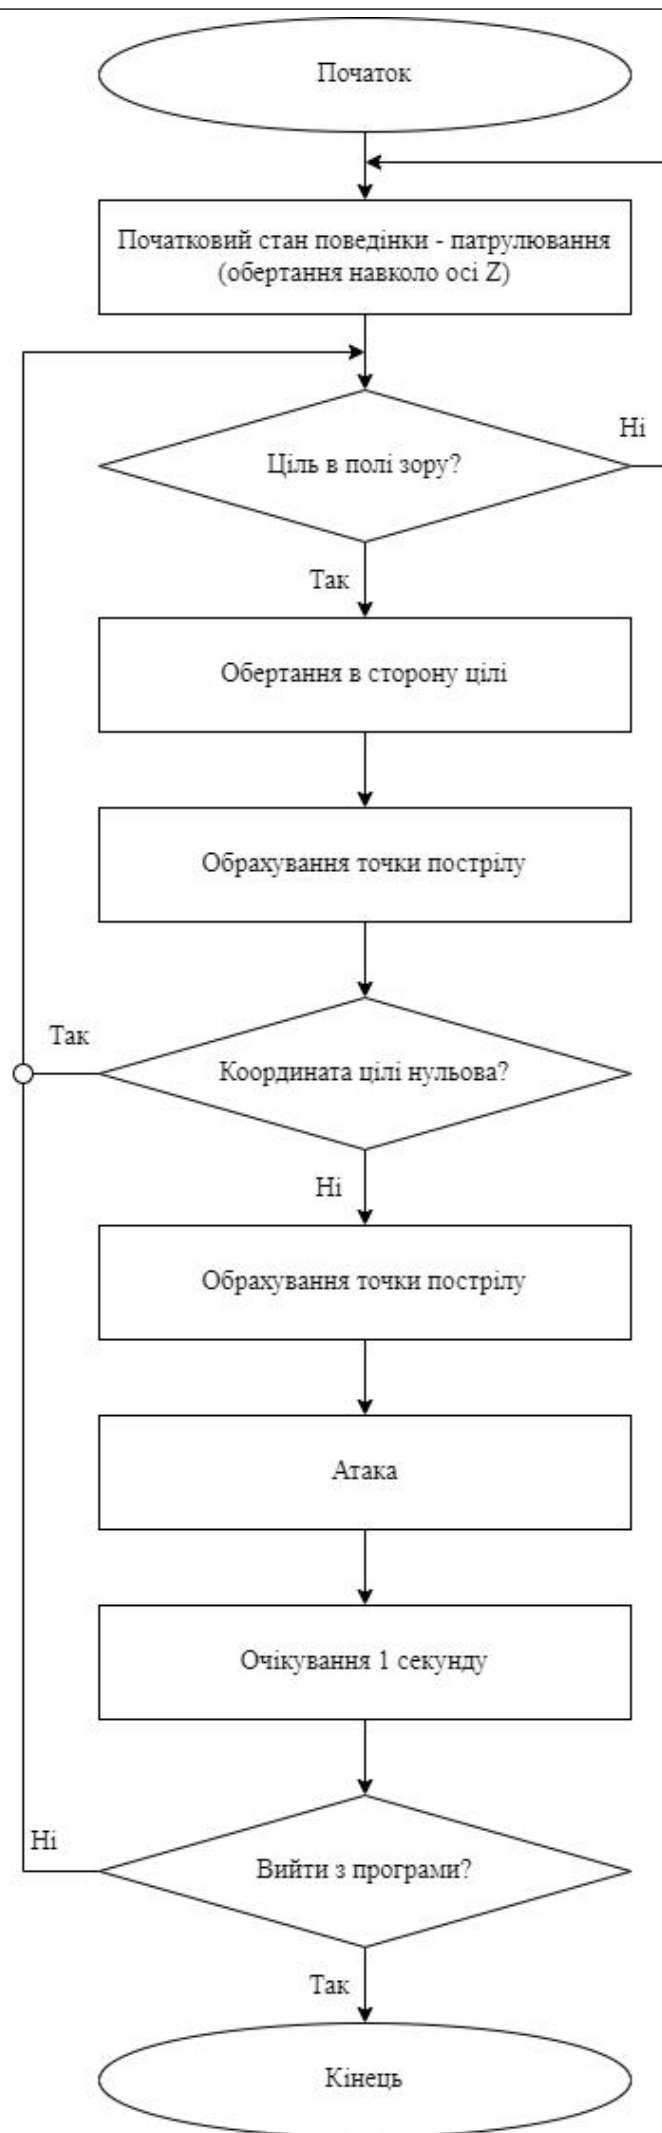 Початок
Початковий стан поведінки - патрулювання
(обертання навколо осі Z)
Ні
Ціль в полі зору?
Так
Обертання в сторону цілі
Обрахування точки пострілу
Так
Координата цілі нульова?
Ні
Обрахування точки пострілу
Атака
Очікування 1 секунду
Ні
Вийти з програми?
Так
Кінець